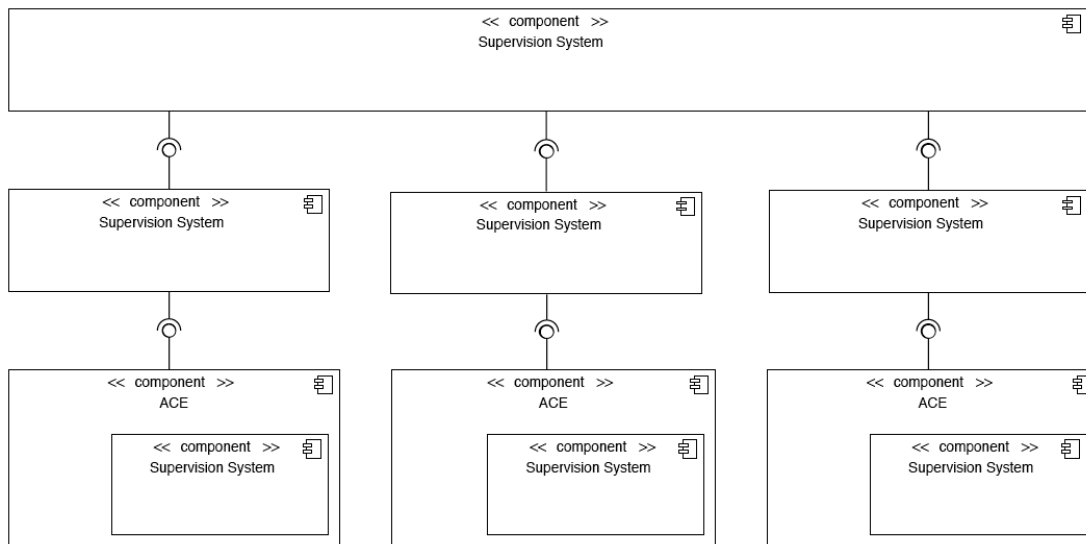 << component >>
Supervision System
<< component >>
Supervision System
<< component >>
Supervision System
<< component >>
Supervision System
<< component >>
ACE
<< component >>
Supervision System
<< component >>
ACE
<< component >>
Supervision System
<< component >>
ACE
<< component >>
Supervision System